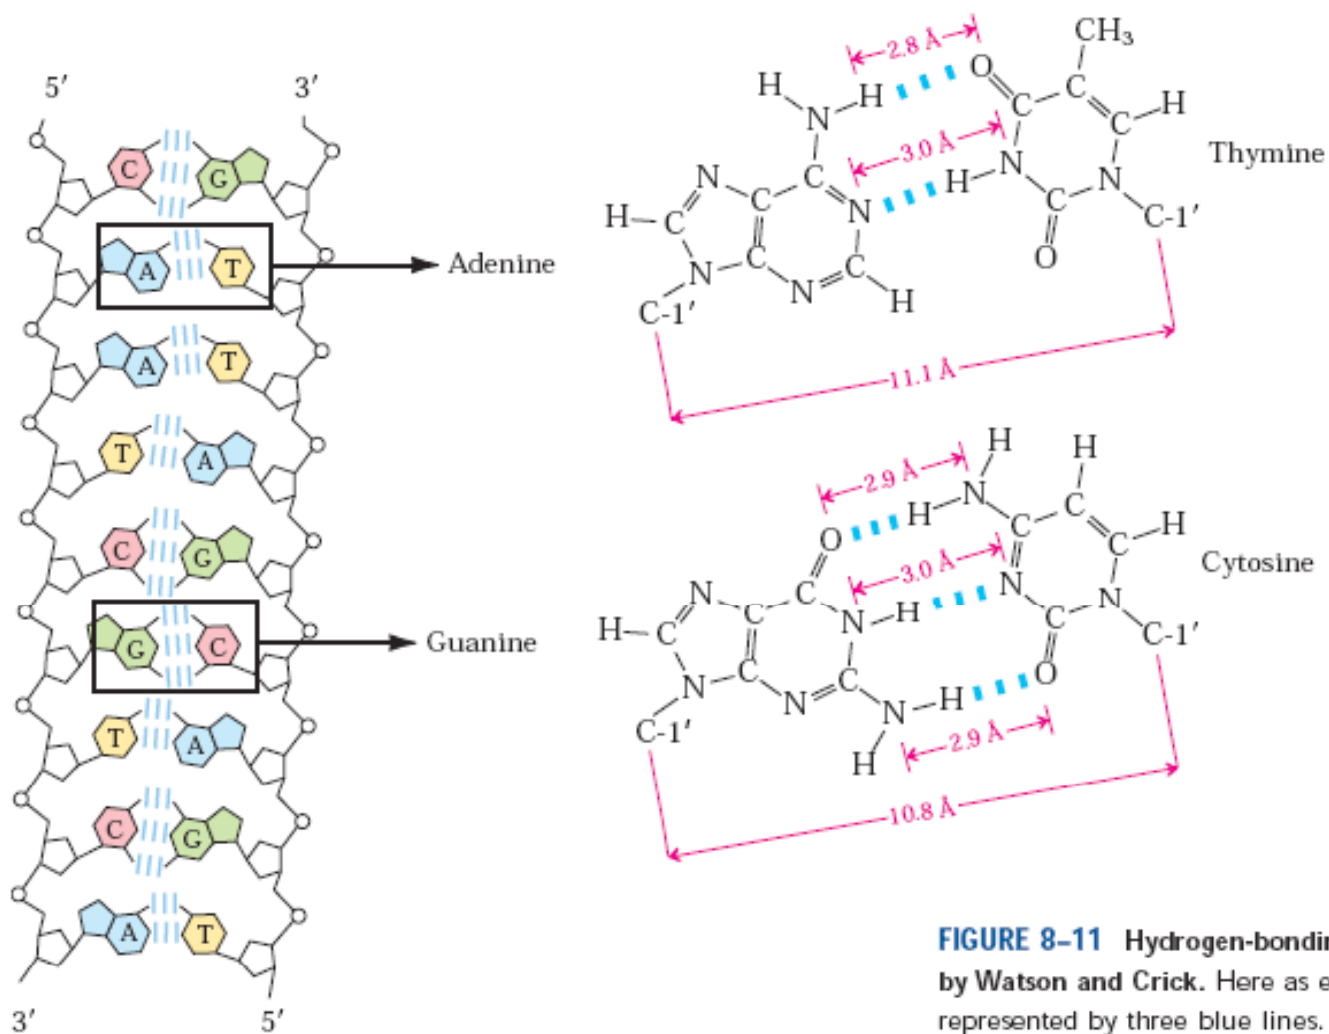 5′ 3′
C G
A T
Adenine
A T
T A
C G
G C
Guanine
T A
C G
A T
3′ 5′
2.8 Å
CH₃
H H O
N C C H
3.0 Å
C
Thymine
N C N H N N
H C C C C C-1′
N N C H O
C-1′
11.1 Å
H H
2.9 Å
N
O H C C H
3.0 Å
C
Cytosine
N C N H N N
H C C C C-1′
N C N C H O
N
C-1′
H
2.9 Å
10.8 Å
FIGURE 8–11 Hydrogen-bondin
by Watson and Crick. Here as e
represented by three blue lines.